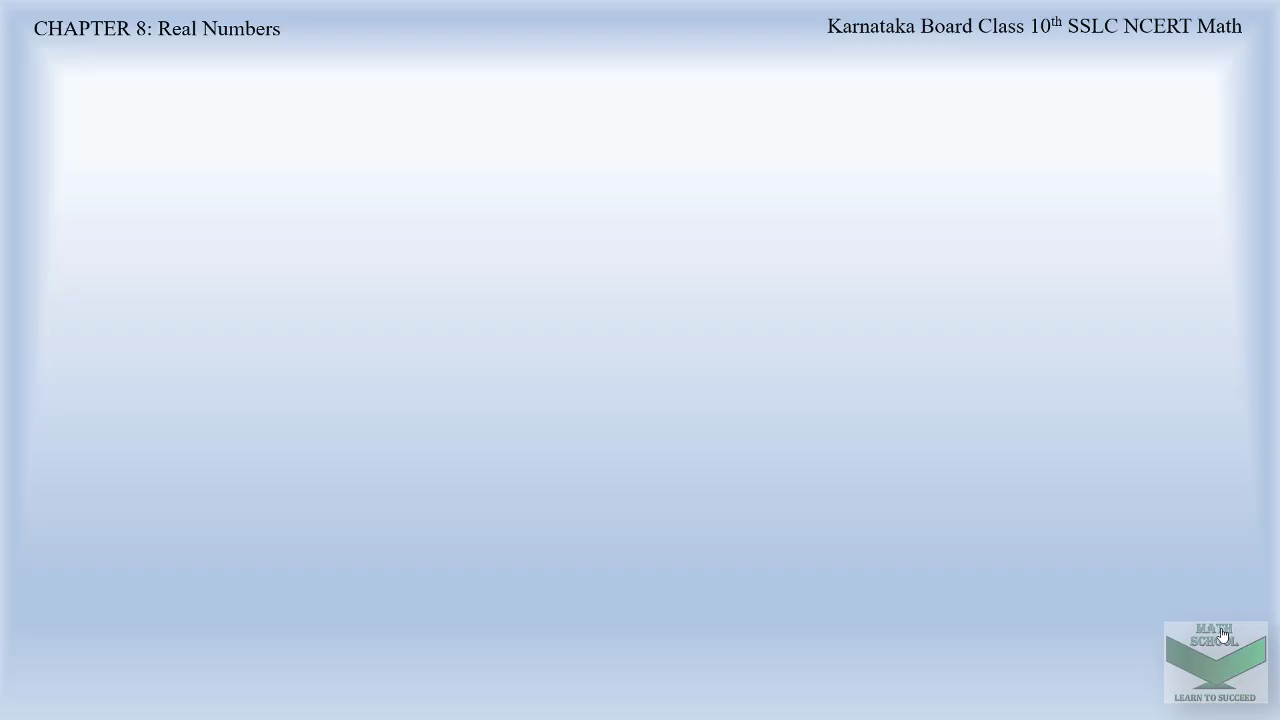 CHAPTER 8: Real Numbers
Karnataka Board Class 10th SSLC NCERT Math
MATH
SCHOOL
LEARN TO SUCCEED